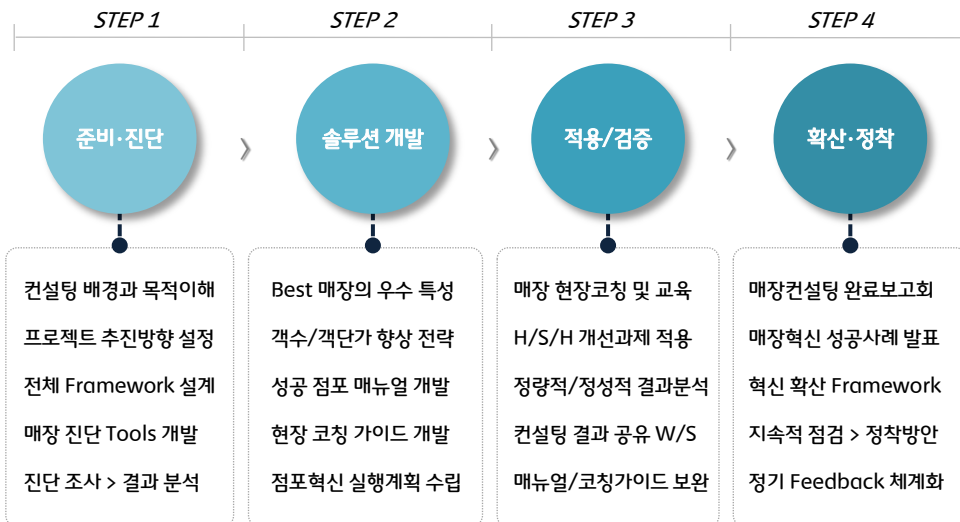 STEP 1
STEP 2
STEP 3
STEP 4
준비·진단
솔루션 개발
적용/검증
확산·정착
컨설팅 배경과 목적이해
프로젝트 추진방향 설정
전체 Framework 설계
매장 진단 Tools 개발
진단 조사 > 결과 분석
Best 매장의 우수 특성
객수/객단가 향상 전략
성공 점포 매뉴얼 개발
현장 코칭 가이드 개발
점포혁신 실행계획 수립
매장 현장코칭 및 교육
H/S/H 개선과제 적용
정량적/정성적 결과분석
컨설팅 결과 공유 W/S
매뉴얼/코칭가이드 보완
매장컨설팅 완료보고회
매장혁신 성공사례 발표
혁신 확산 Framework
지속적 점검 > 정착방안
정기 Feedback 체계화